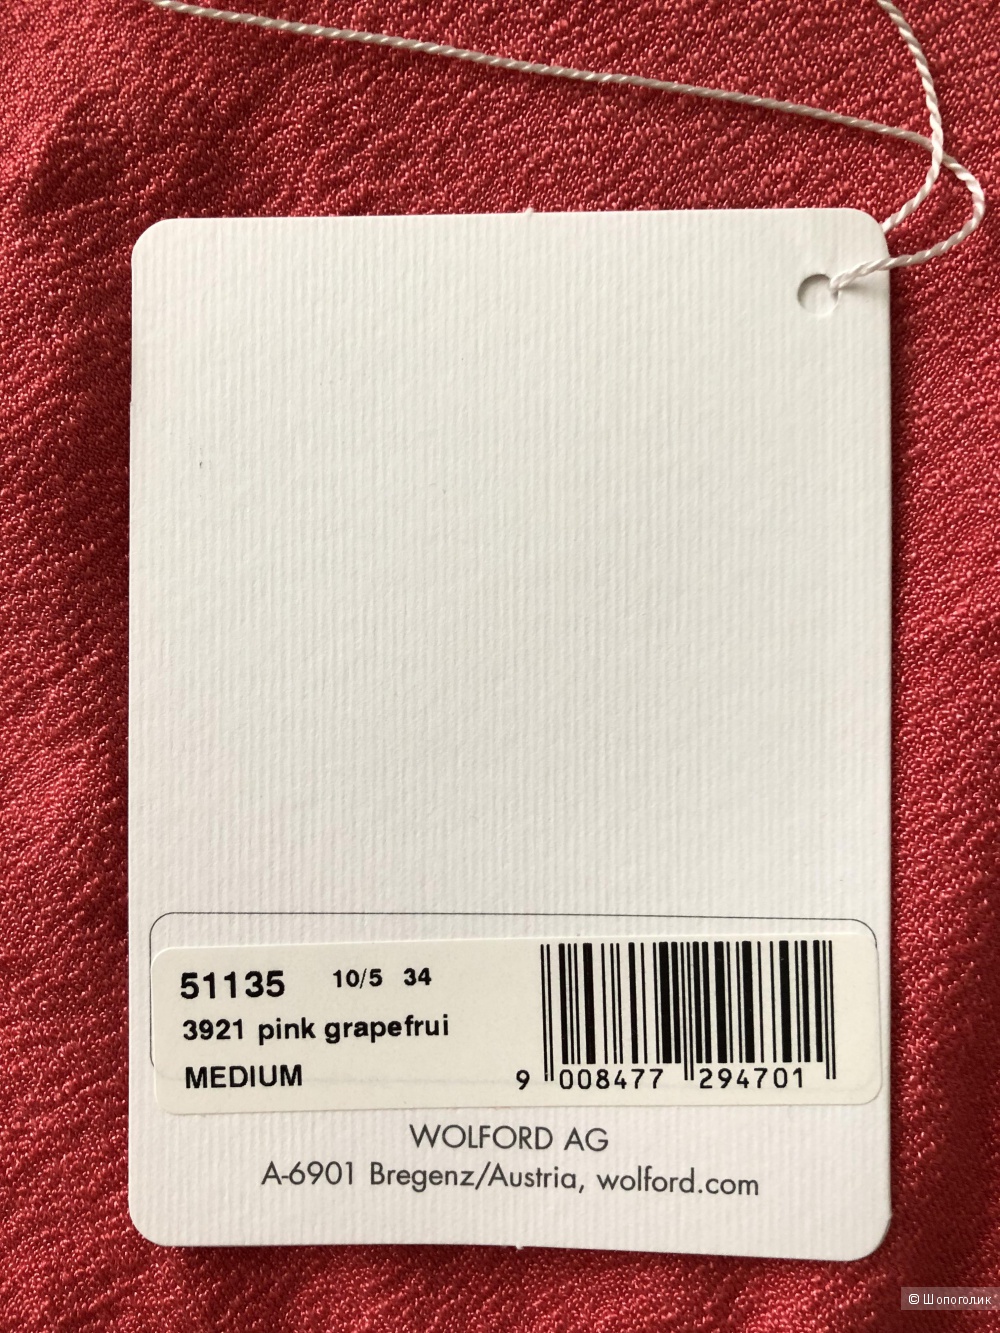 51135 10/5 34
3921 pink grapefrui
MEDIUM
9 008477 294701
WOLFORD AG
A-6901 Bregenz/Austria, wolford.com
© Шопоголик